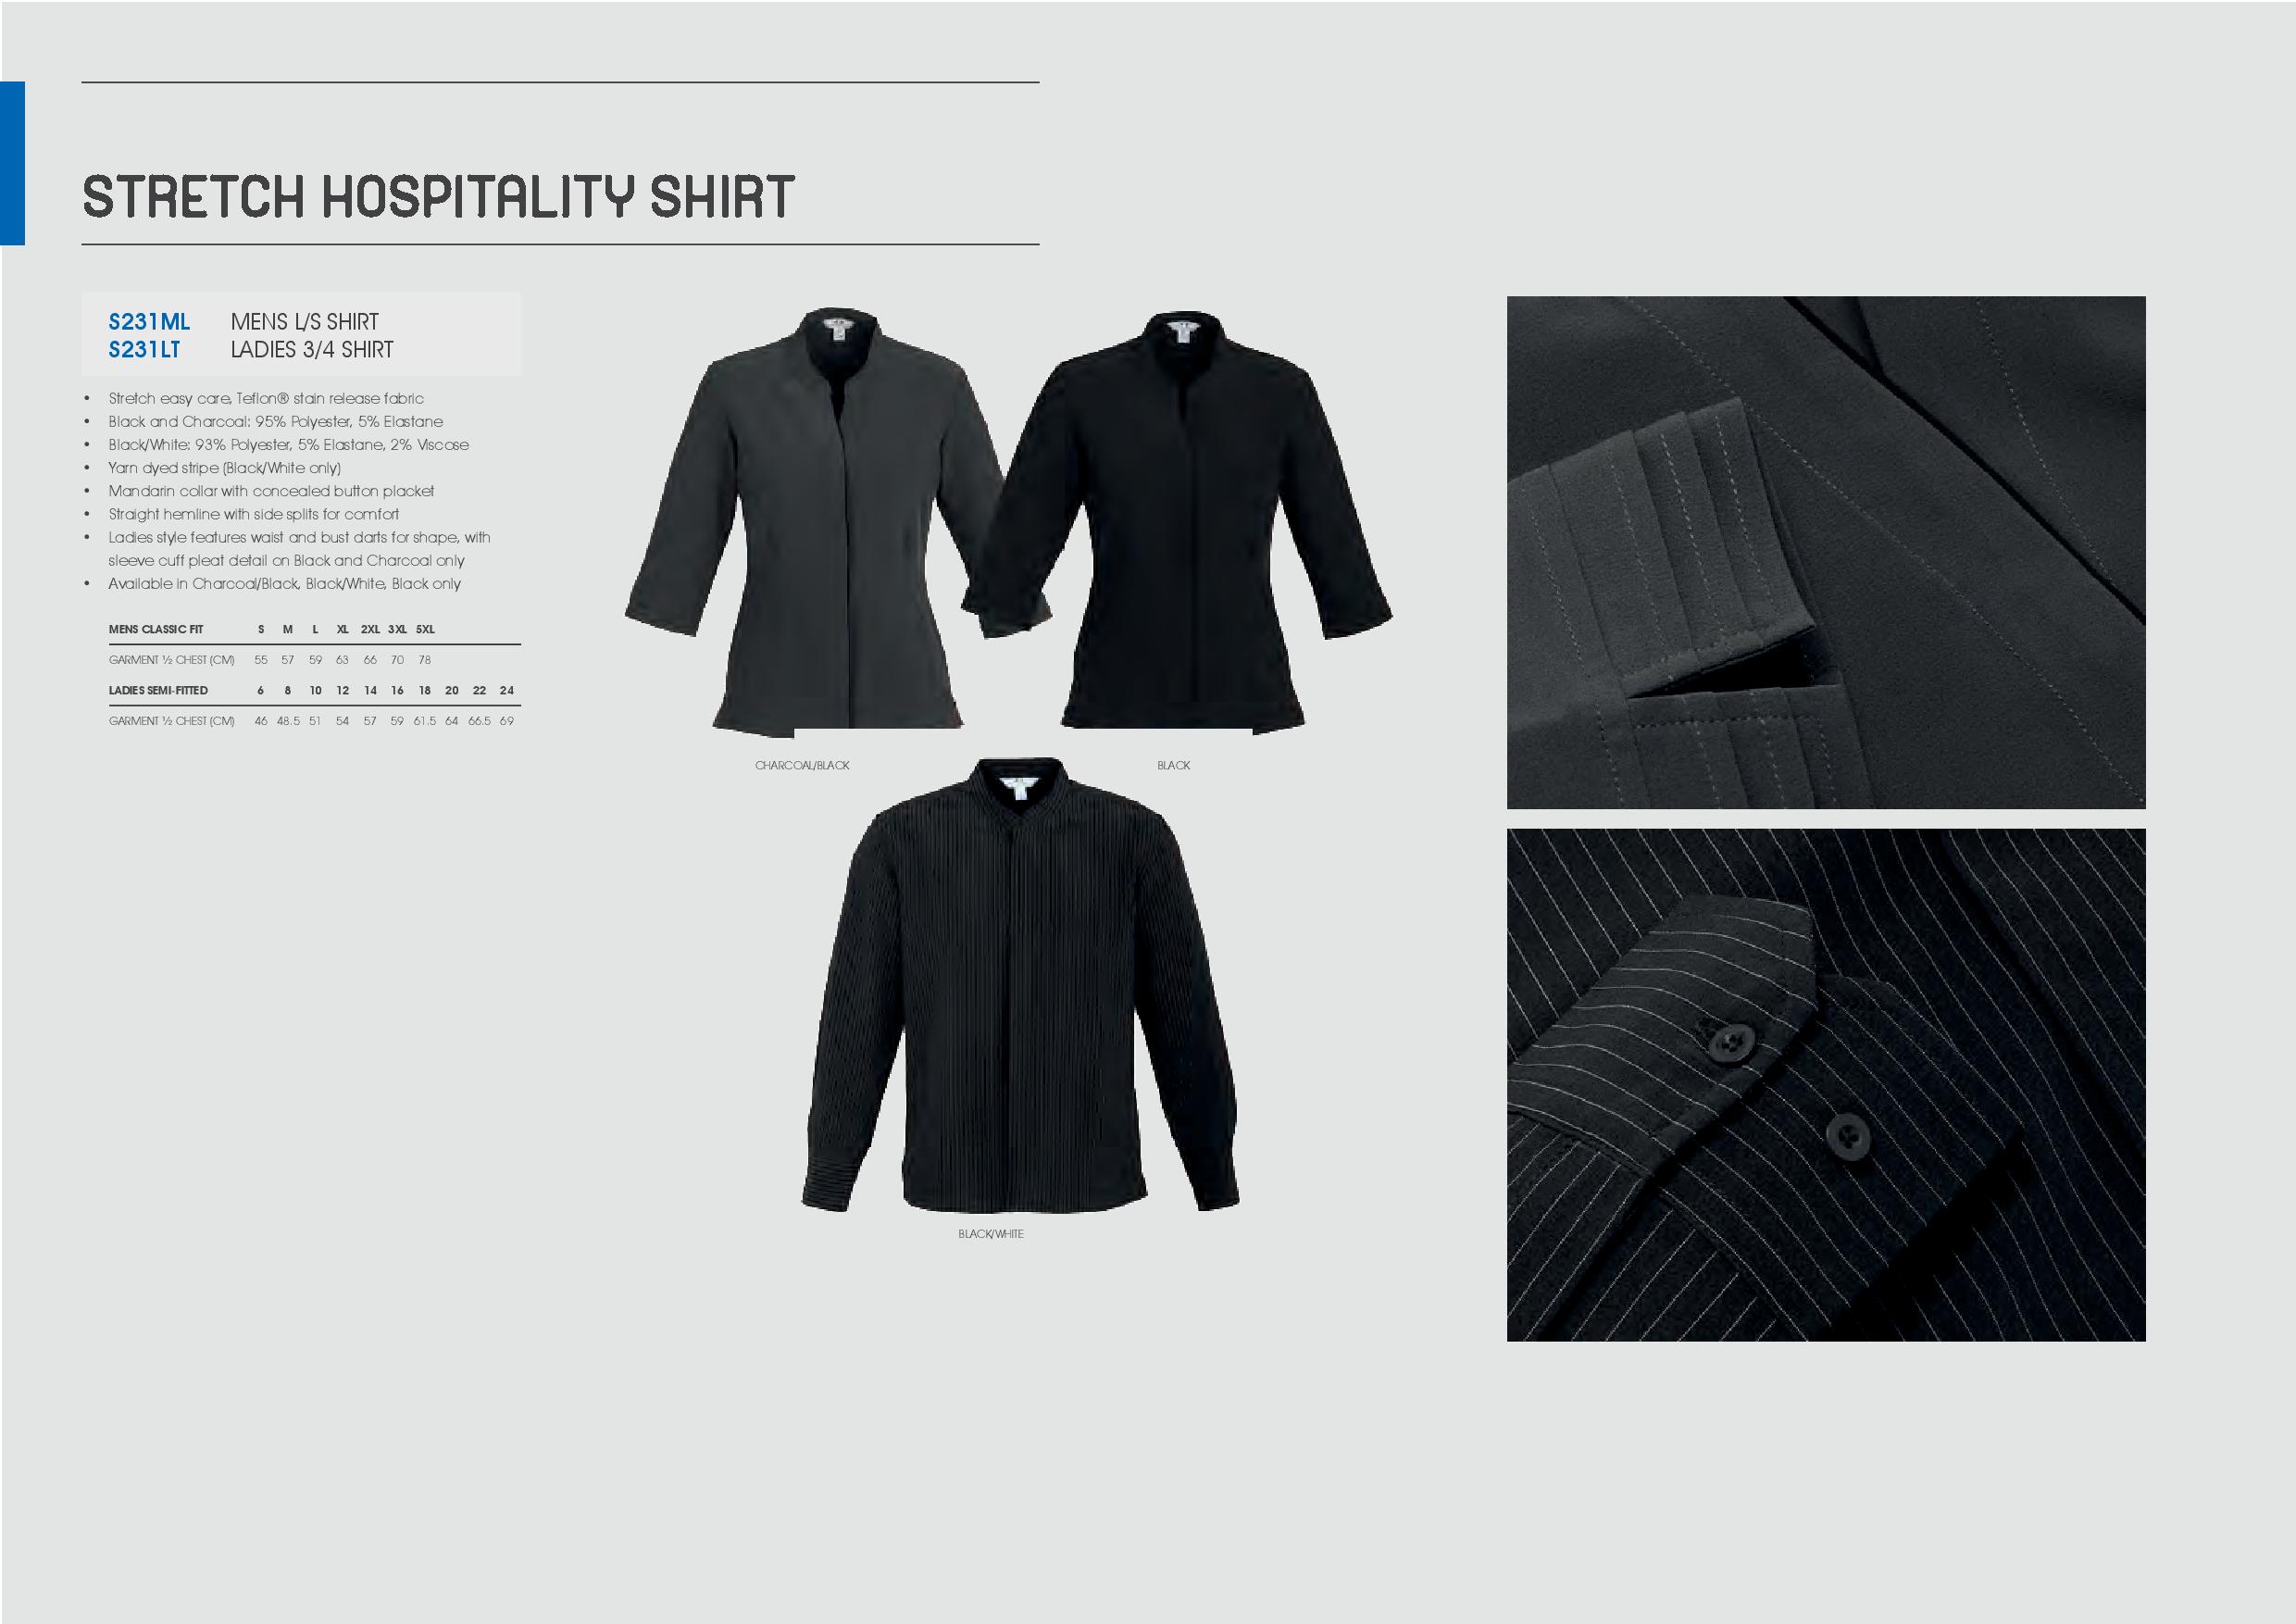 STRETCH HOSPITALITY SHIRT
S231ML MENS L/S SHIRT
S231LT LADIES 3/4 SHIRT
• Stretch easy care, Teflon® stain release fabric
• Black and Charcoal: 95% Polyester, 5% Elastane
• Black/White: 93% Polyester, 5% Elastane, 2% Viscose
• Yarn dyed stripe (Black/White only)
• Mandarin collar with concealed button placket
• Straight hemline with side splits for comfort
• Ladies style features waist and bust darts for shape, with
sleeve cuff pleat detail on Black and Charcoal only
• Available in Charcoal/Black, Black/White, Black only
MENS CLASSIC FIT S M L XL 2XL 3XL 5XL
GARMENT ½ CHEST (CM) 55 57 59 63 66 70 78
LADIES SEMI-FITTED 6 8 10 12 14 16 18 20 22 24
GARMENT ½ CHEST (CM) 46 48.5 51 54 57 59 61.5 64 66.5 69
CHARCOAL/BLACK
BLACK
BLACK/WHITE